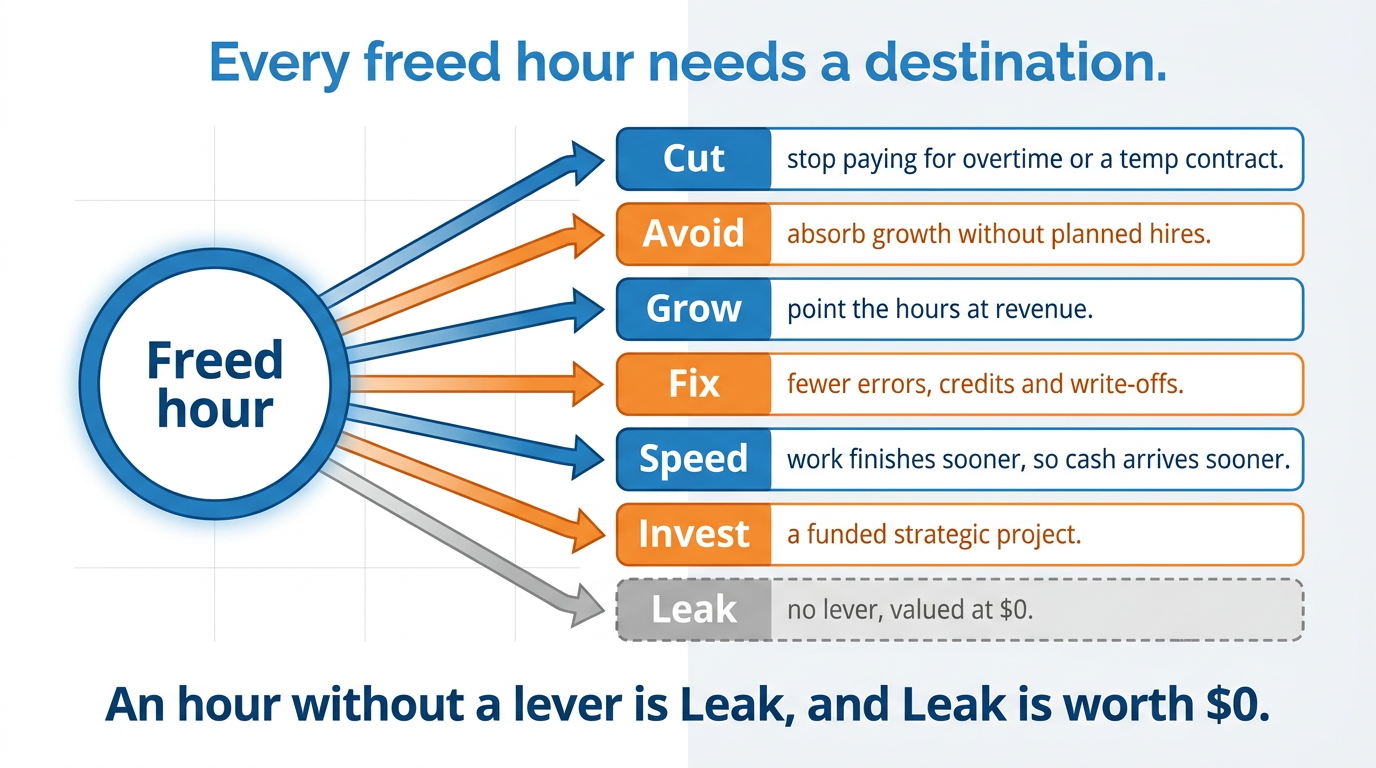 Every freed hour needs a destination.
Freed
hour
Cut
stop paying for overtime or a temp contract.
Avoid
absorb growth without planned hires.
Grow
point the hours at revenue.
Fix
fewer errors, credits and write-offs.
Speed
work finishes sooner, so cash arrives sooner.
Invest
a funded strategic project.
Leak
no lever, valued at $0.
An hour without a lever is Leak, and Leak is worth $0.